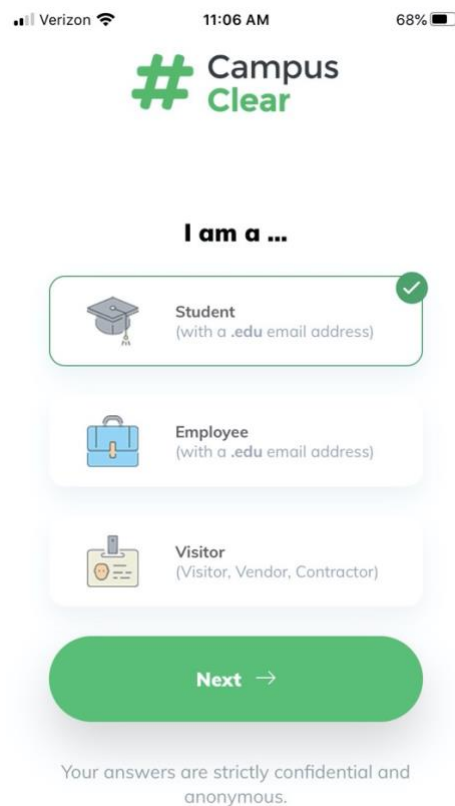 Verizon 11:06 AM 68%
# Campus
Clear
I am a ...
Student
(with a .edu email address)
Employee
(with a .edu email address)
Visitor
(Visitor, Vendor, Contractor)
Next →
Your answers are strictly confidential and
anonymous.